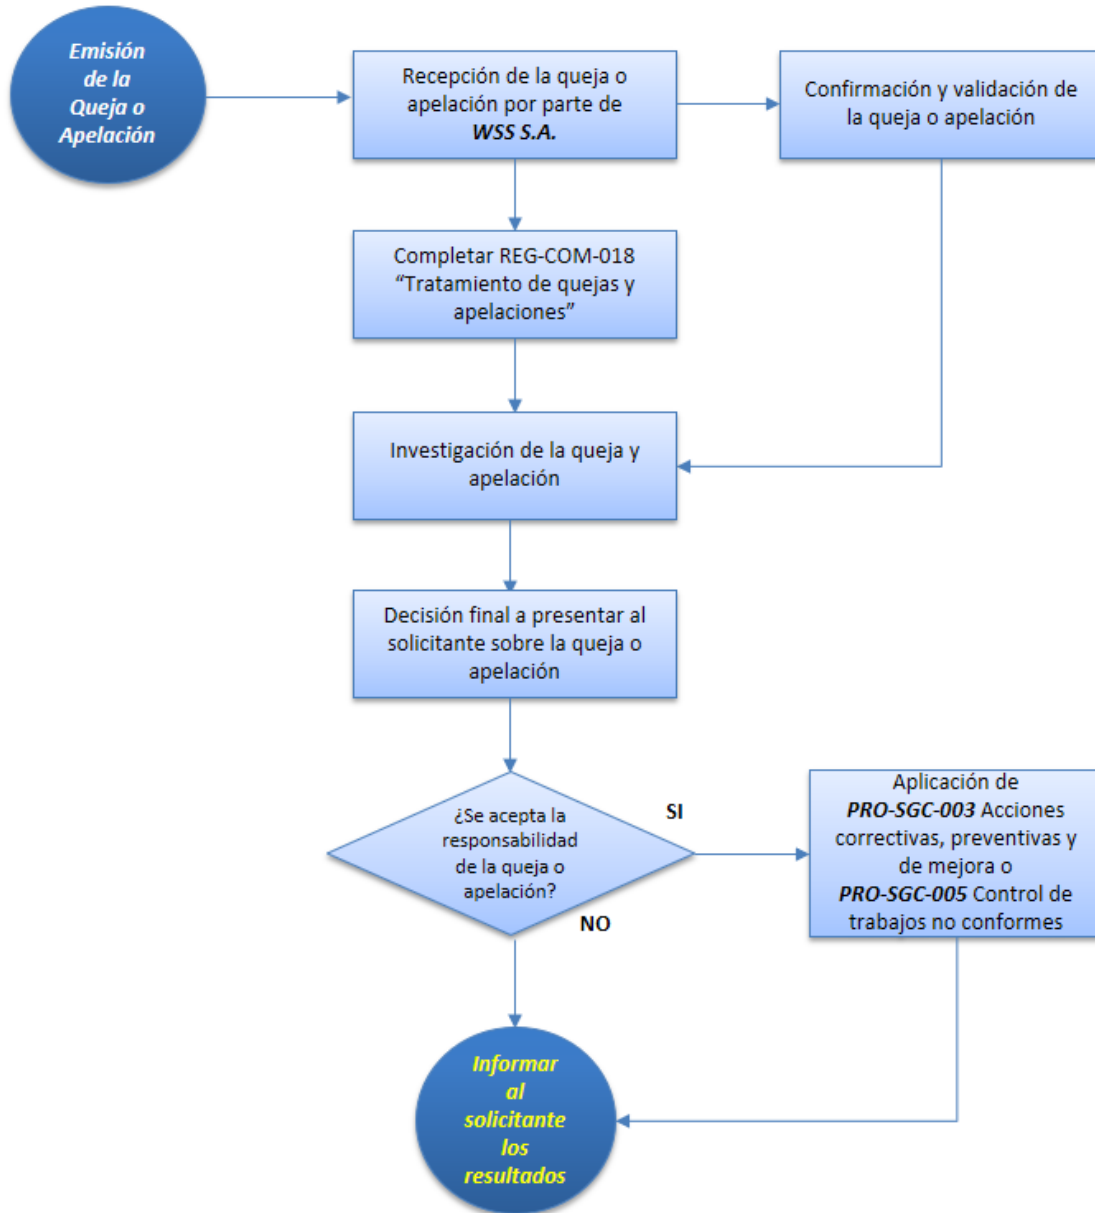 Emisión
de la
Queja o
Apelación
Recepción de la queja o
apelación por parte de
WSS S.A.
Confirmación y validación de
la queja o apelación
Completar REG-COM-018
“Tratamiento de quejas y
apelaciones”
Investigación de la queja y
apelación
Decisión final a presentar al
solicitante sobre la queja o
apelación
¿Se acepta la
responsabilidad
de la queja o
apelación?
SI
NO
Aplicación de
PRO-SGC-003 Acciones
correctivas, preventivas y
de mejora o
PRO-SGC-005 Control de
trabajos no conformes
Informar
al
solicitante
los
resultados